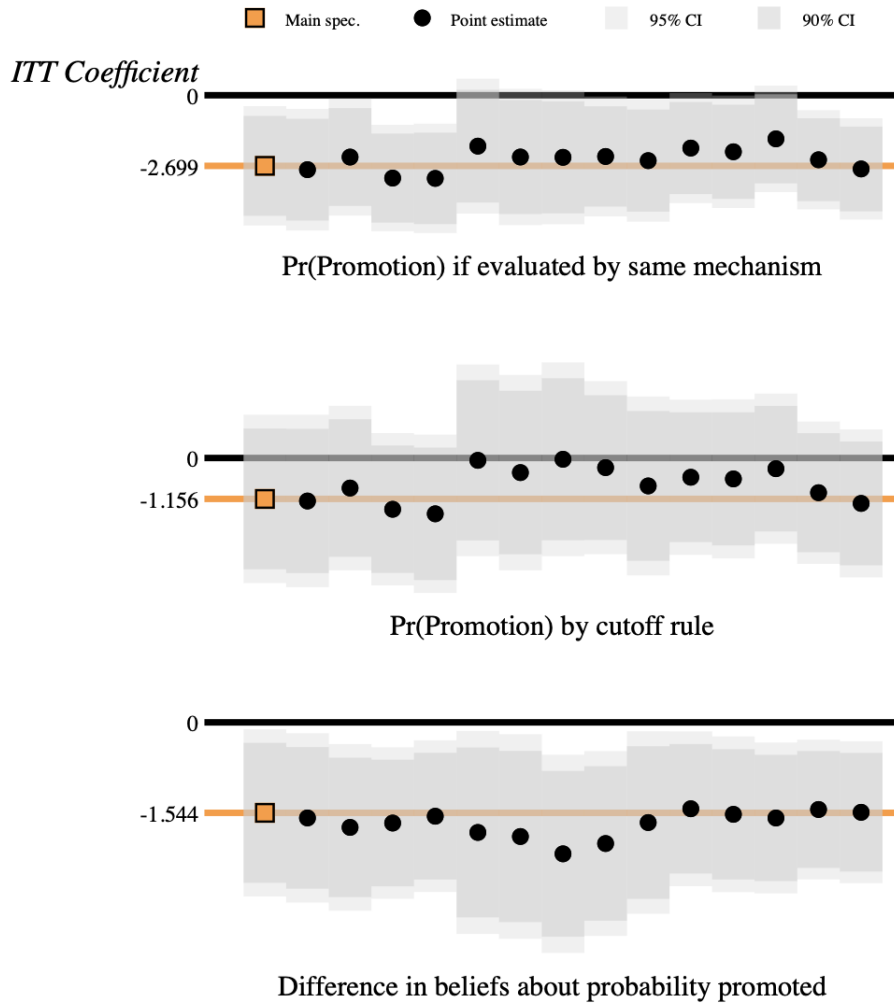 Main spec. Point estimate 95% CI 90% CI
ITT Coefficient
0
-2.699
Pr(Promotion) if evaluated by same mechanism
0
-1.156
Pr(Promotion) by cutoff rule
0
-1.544
Difference in beliefs about probability promoted